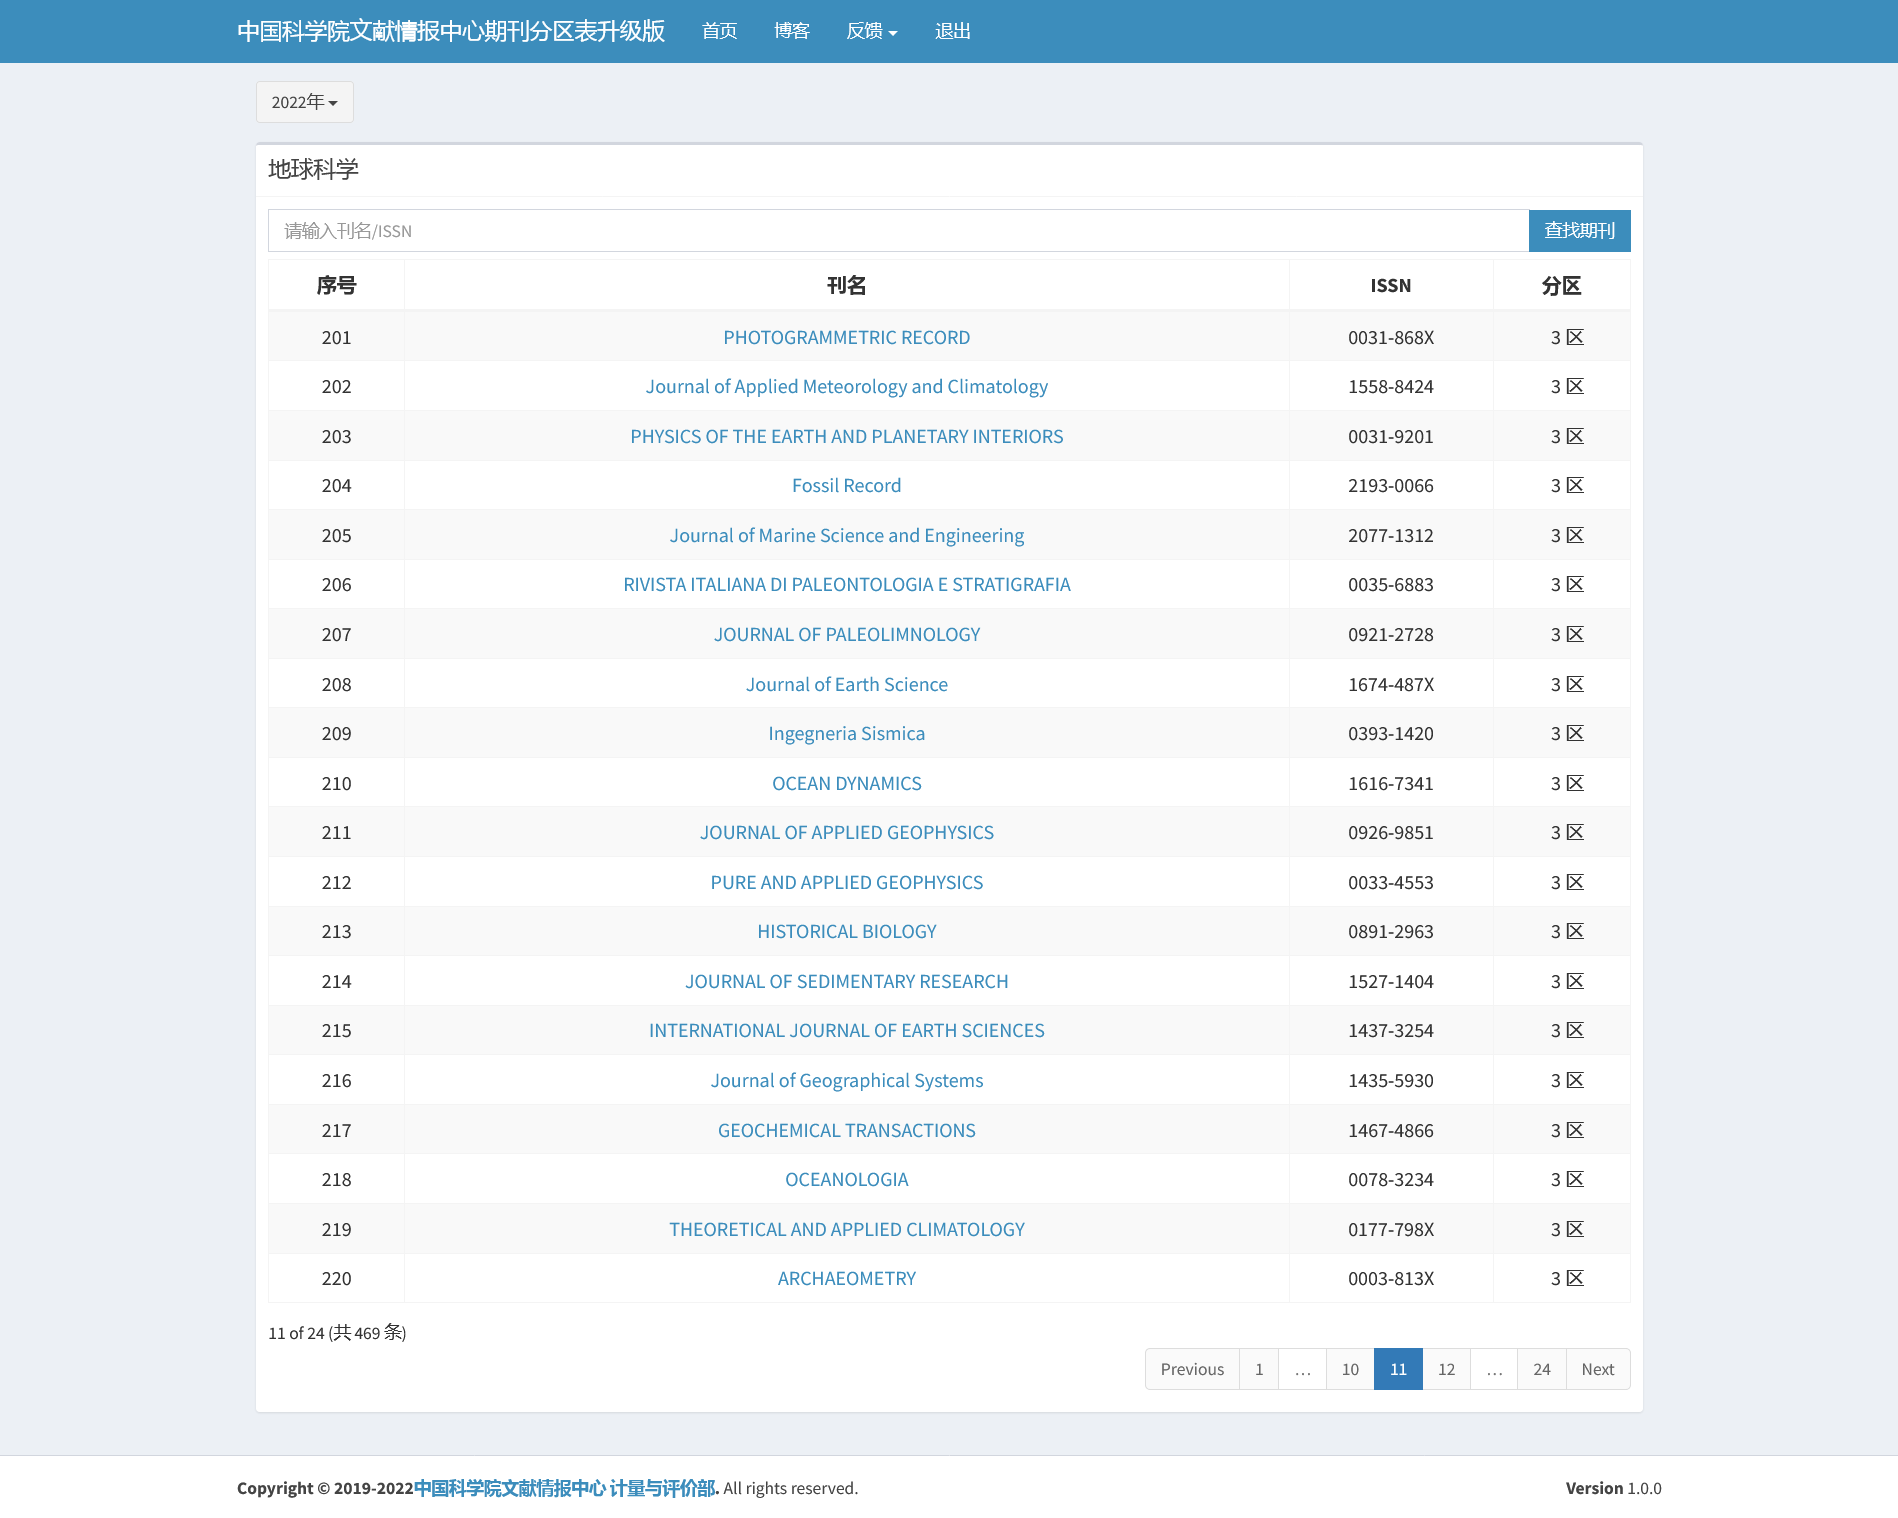 中国科学院文献情报中心期刊分区表升级版 首页 博客 反馈 退出
2022年
地球科学
请输入刊名/ISSN 查找期刊
序号 刊名 ISSN 分区
201 PHOTOGRAMMETRIC RECORD 0031-868X 3 区
202 Journal of Applied Meteorology and Climatology 1558-8424 3 区
203 PHYSICS OF THE EARTH AND PLANETARY INTERIORS 0031-9201 3 区
204 Fossil Record 2193-0066 3 区
205 Journal of Marine Science and Engineering 2077-1312 3 区
206 RIVISTA ITALIANA DI PALEONTOLOGIA E STRATIGRAFIA 0035-6883 3 区
207 JOURNAL OF PALEOLIMNOLOGY 0921-2728 3 区
208 Journal of Earth Science 1674-487X 3 区
209 Ingegneria Sismica 0393-1420 3 区
210 OCEAN DYNAMICS 1616-7341 3 区
211 JOURNAL OF APPLIED GEOPHYSICS 0926-9851 3 区
212 PURE AND APPLIED GEOPHYSICS 0033-4553 3 区
213 HISTORICAL BIOLOGY 0891-2963 3 区
214 JOURNAL OF SEDIMENTARY RESEARCH 1527-1404 3 区
215 INTERNATIONAL JOURNAL OF EARTH SCIENCES 1437-3254 3 区
216 Journal of Geographical Systems 1435-5930 3 区
217 GEOCHEMICAL TRANSACTIONS 1467-4866 3 区
218 OCEANOLOGIA 0078-3234 3 区
219 THEORETICAL AND APPLIED CLIMATOLOGY 0177-798X 3 区
220 ARCHAEOMETRY 0003-813X 3 区
11 of 24 (共 469 条)
Previous 1 … 10 11 12 … 24 Next
Copyright © 2019-2022中国科学院文献情报中心 计量与评价部. All rights reserved. Version 1.0.0